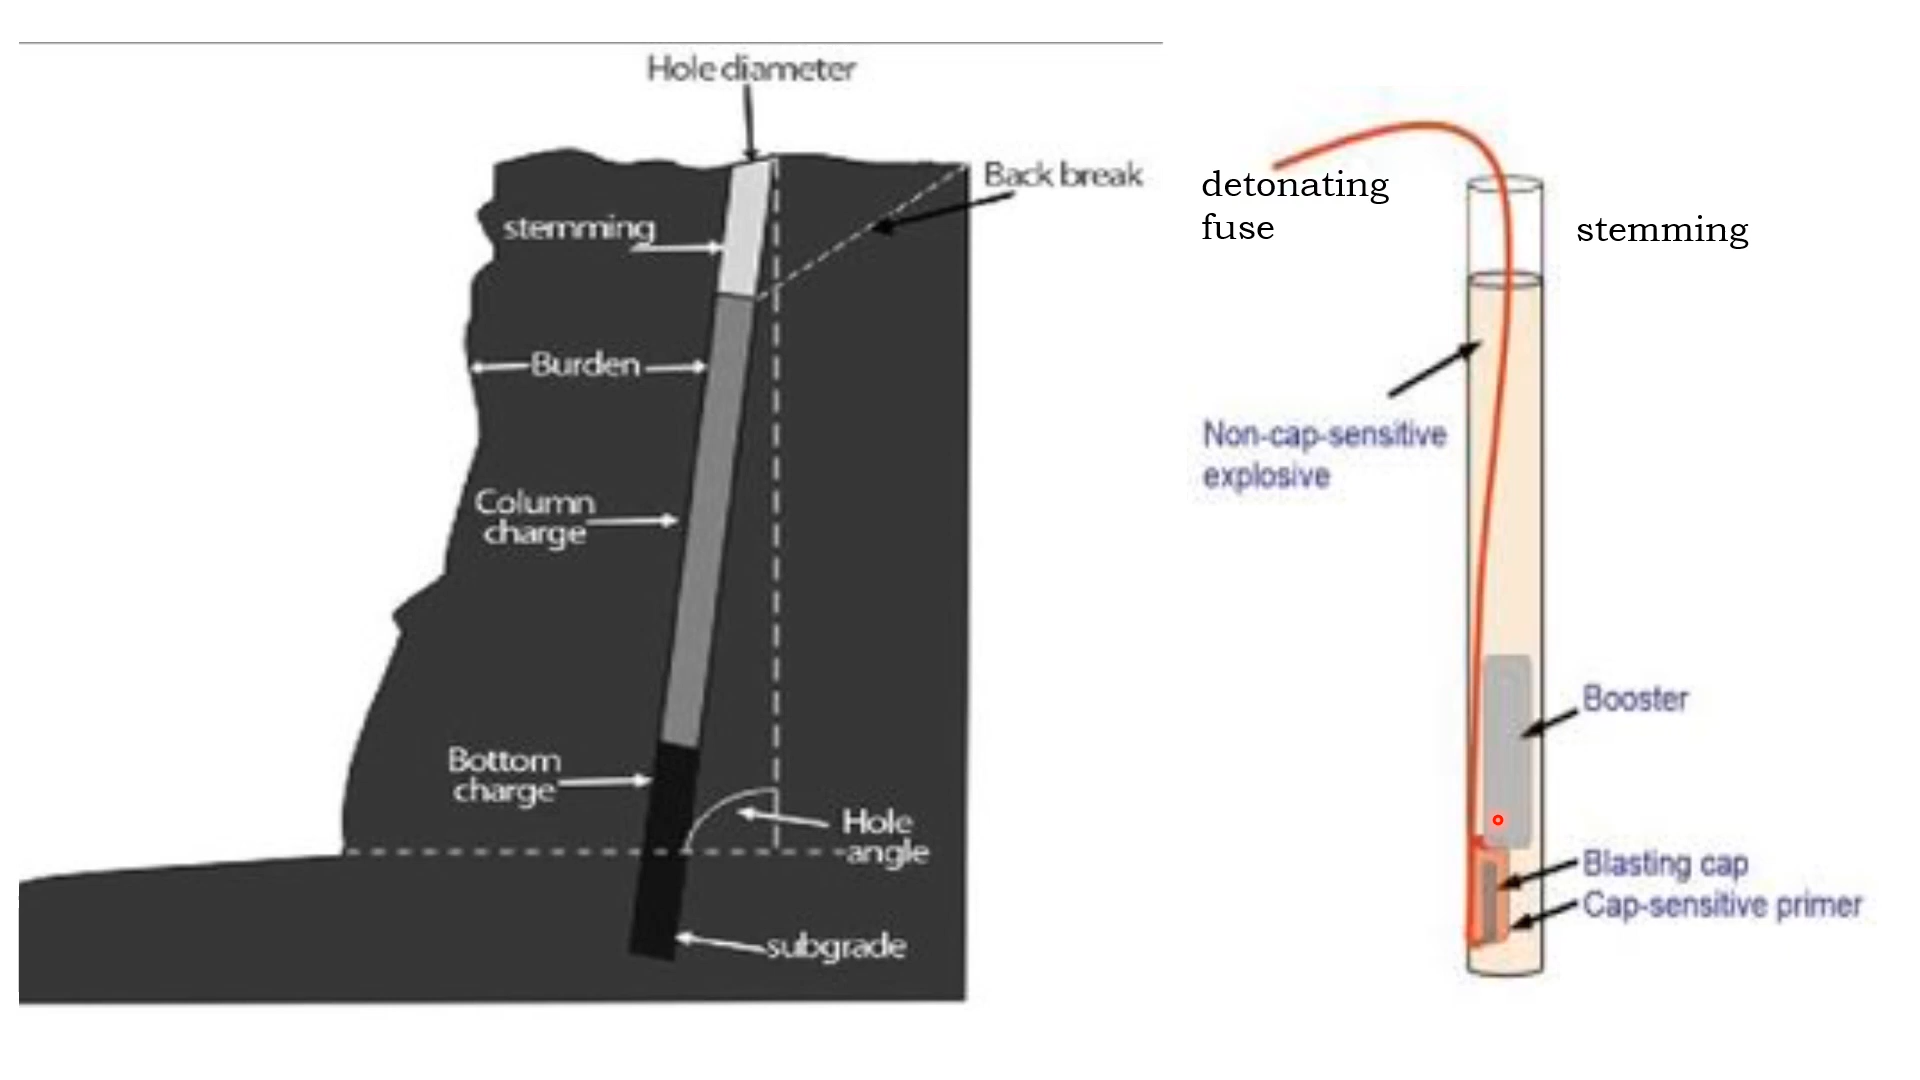 Hole diameter
Back break
stemming
Burden
Column
charge
Bottom
charge
Hole
angle
subgrade
detonating
fuse
stemming
Non-cap-sensitive
explosive
Booster
Blasting cap
Cap-sensitive primer